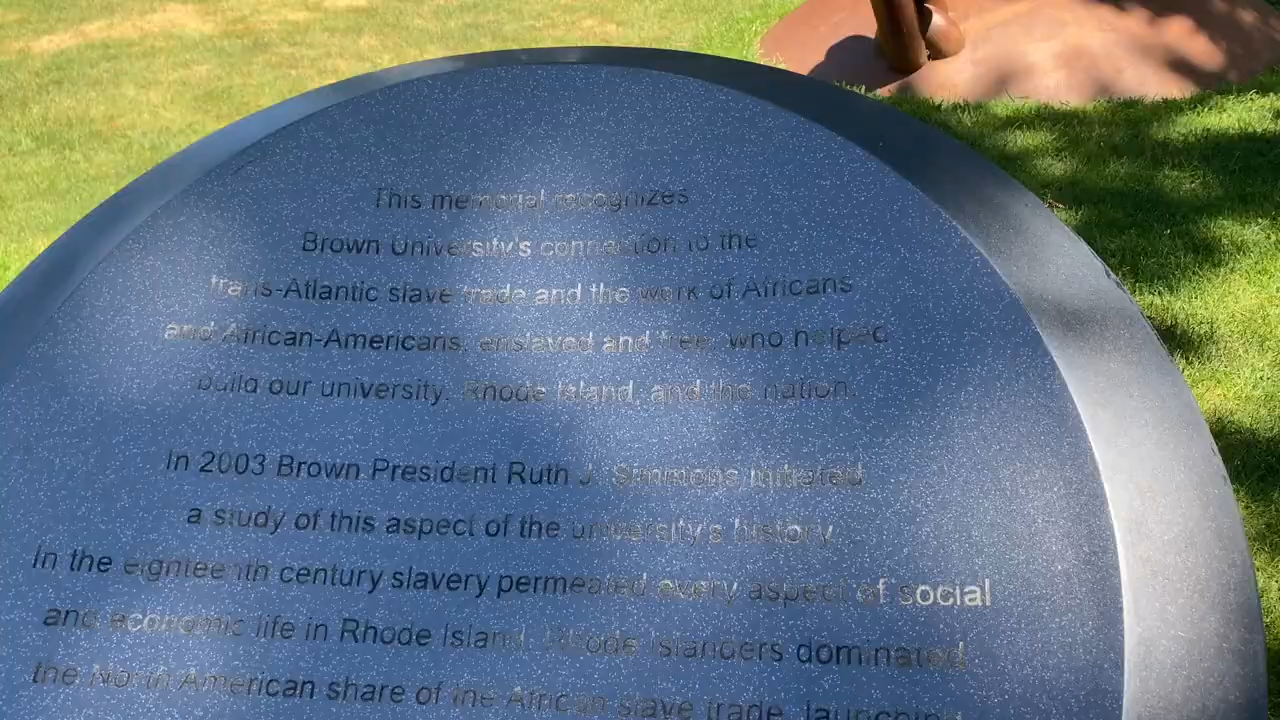 This memorial recognizes
Brown University's connection to the
trans-Atlantic slave trade and the work of Africans
and African-Americans, enslaved and free, who helped
build our university, Rhode Island, and the nation.
In 2003 Brown President Ruth J. Simmons initiated
a study of this aspect of the university's history.
In the eighteenth century slavery permeated every aspect of social
and economic life in Rhode Island. Rhode Islanders dominated
the North American share of the African slave trade, launching